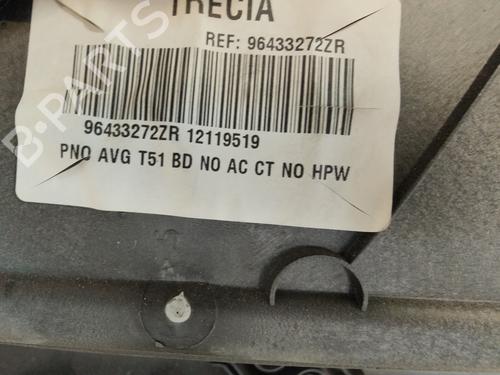 TRECIA
REF: 96433272ZR
96433272ZR 12119519
PNO AVG T51 BD NO AC CT NO HPW
B-PARTS